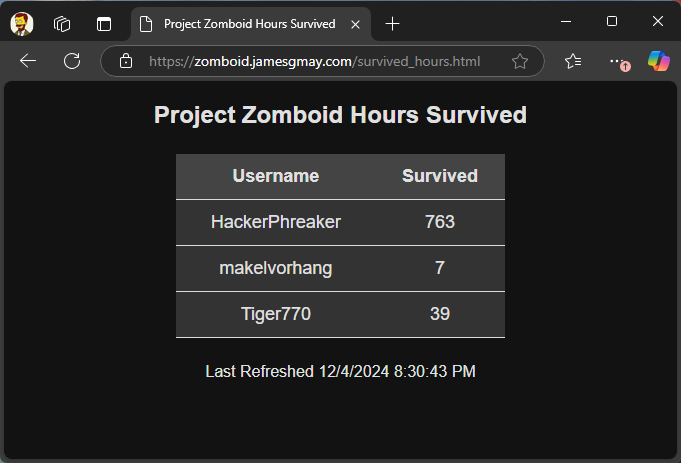 Project Zomboid Hours Survived
https://zomboid.jamesgmay.com/survived_hours.html
Project Zomboid Hours Survived
Username Survived
HackerPhreaker 763
makelvorhang 7
Tiger770 39
Last Refreshed 12/4/2024 8:30:43 PM